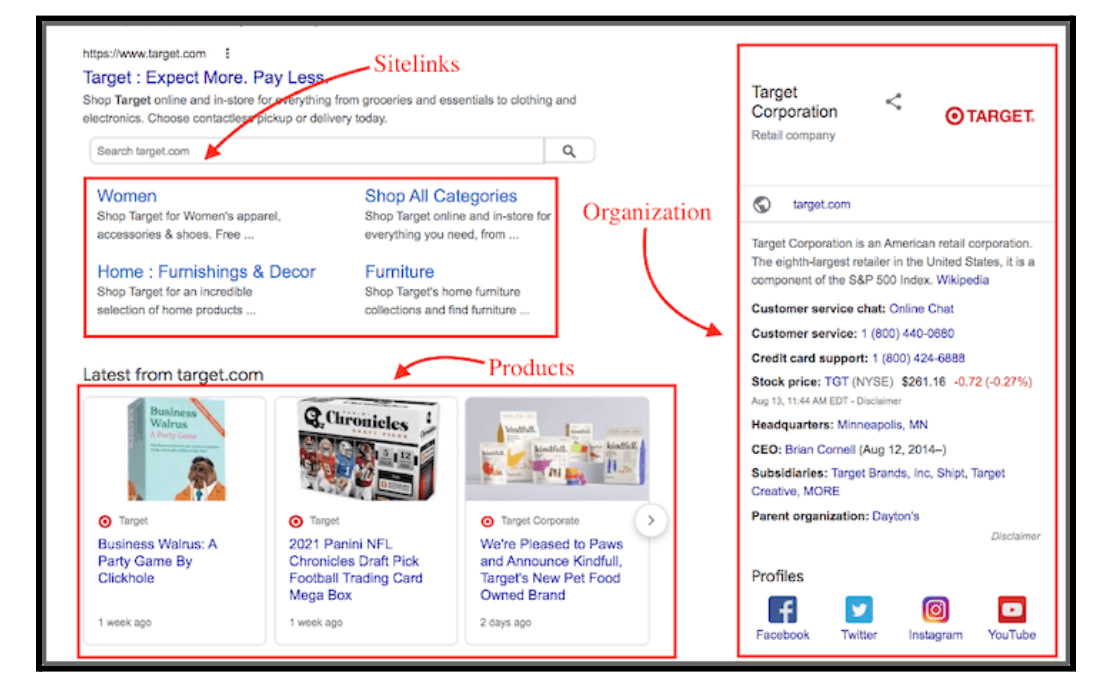 https://www.target.com
Target : Expect More. Pay Less.
Sitelinks
Shop Target online and in-store for everything from groceries and essentials to clothing and
electronics. Choose contactless pickup or delivery today.
Search target.com
Women
Shop Target for Women's apparel,
accessories & shoes. Free ...
Shop All Categories
Shop Target online and in-store for
everything you need, from ...
Home : Furnishings & Decor
Shop Target for an incredible
selection of home products ...
Furniture
Shop Target's home furniture
collections and find furniture ...
Organization
Latest from target.com
Products
Business
Walrus
A Party Game
Target
Business Walrus: A
Party Game By
Clickhole
1 week ago
Chronicles
DRAFT PICKS
5
12
Target
2021 Panini NFL
Chronicles Draft Pick
Football Trading Card
Mega Box
1 week ago
kindfull
kindfull
kindfull.
Target Corporate
We're Pleased to Paws
and Announce Kindfull,
Target's New Pet Food
Owned Brand
2 days ago
Target
Corporation
Retail company
TARGET.
target.com
Target Corporation is an American retail corporation.
The eighth-largest retailer in the United States, it is a
component of the S&P 500 Index. Wikipedia
Customer service chat: Online Chat
Customer service: 1 (800) 440-0680
Credit card support: 1 (800) 424-6888
Stock price: TGT (NYSE) $261.16 -0.72 (-0.27%)
Aug 13, 11:44 AM EDT - Disclaimer
Headquarters: Minneapolis, MN
CEO: Brian Cornell (Aug 12, 2014–)
Subsidiaries: Target Brands, Inc, Shipt, Target
Creative, MORE
Parent organization: Dayton's
Disclaimer
Profiles
Facebook
Twitter
Instagram
YouTube